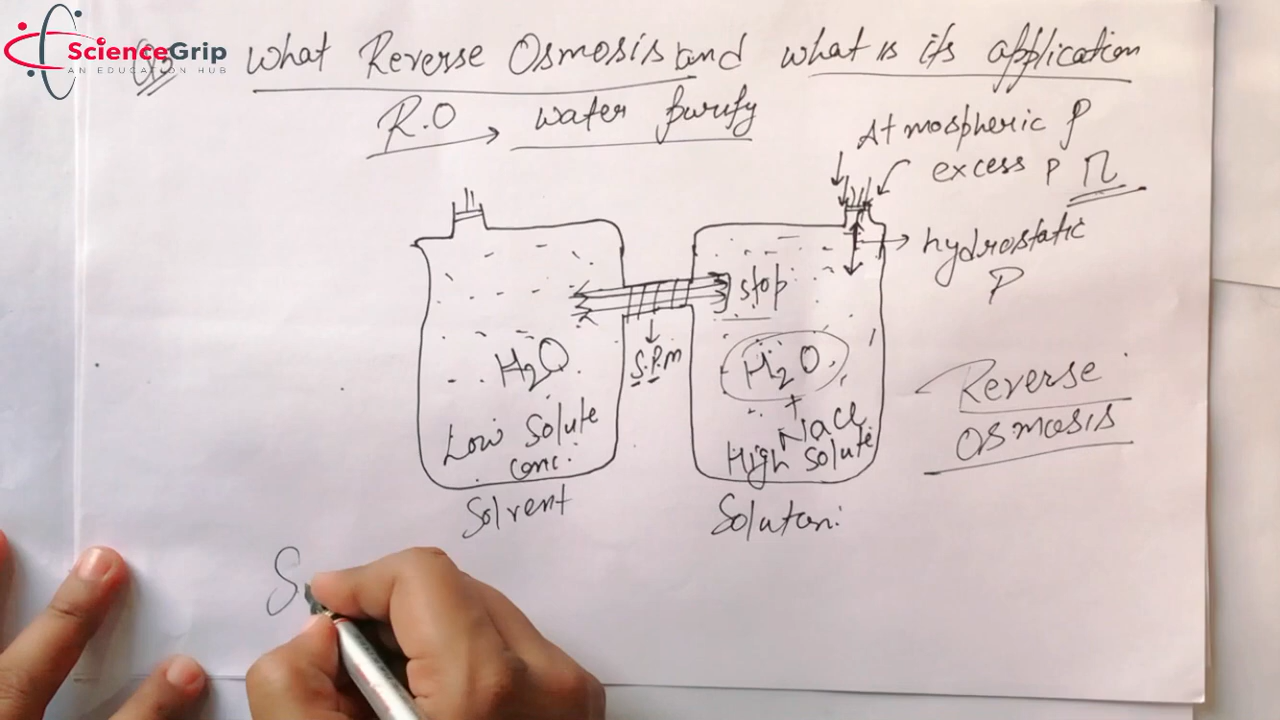 ScienceGrip
AN EDUCATION HUB
What Reverse Osmosis and what is its application
R.O → water purify
Atmospheric P
excess P π
hydrostatic
P
stop
S.P.M
H2O
Low Solute
conc.
Solvent
H2O
+
NaCl
High Solute
Solution:
Reverse
Osmosis
S